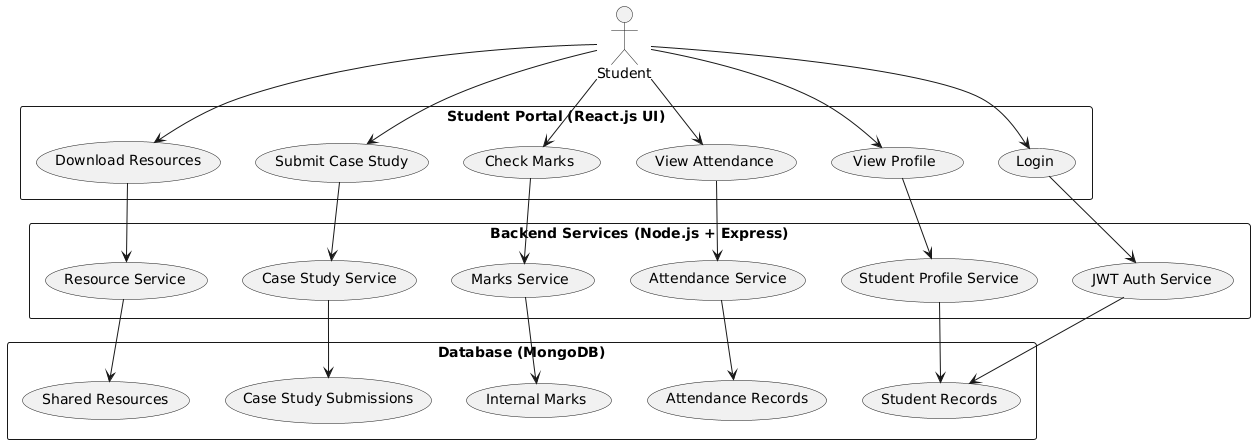 Student
Student Portal (React.js UI)
Download Resources
Submit Case Study
Check Marks
View Attendance
View Profile
Login
Backend Services (Node.js + Express)
Resource Service
Case Study Service
Marks Service
Attendance Service
Student Profile Service
JWT Auth Service
Database (MongoDB)
Shared Resources
Case Study Submissions
Internal Marks
Attendance Records
Student Records